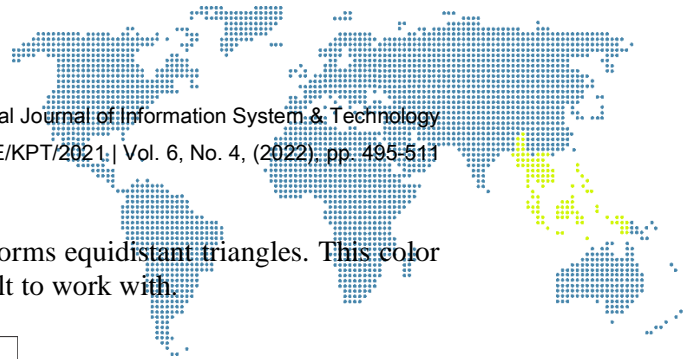 al Journal of Information System & Technology
E/KPT/2021 | Vol. 6, No. 4, (2022), pp. 495-511
orms equidistant triangles. This color
lt to work with.